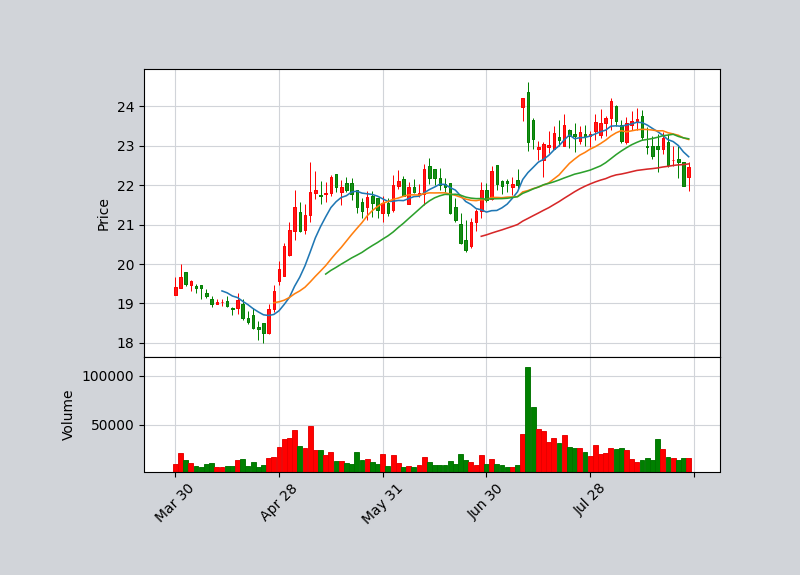 24
23
22
21
20
19
18
Price
100000
50000
Volume
Mar 30
Apr 28
May 31
Jun 30
Jul 28